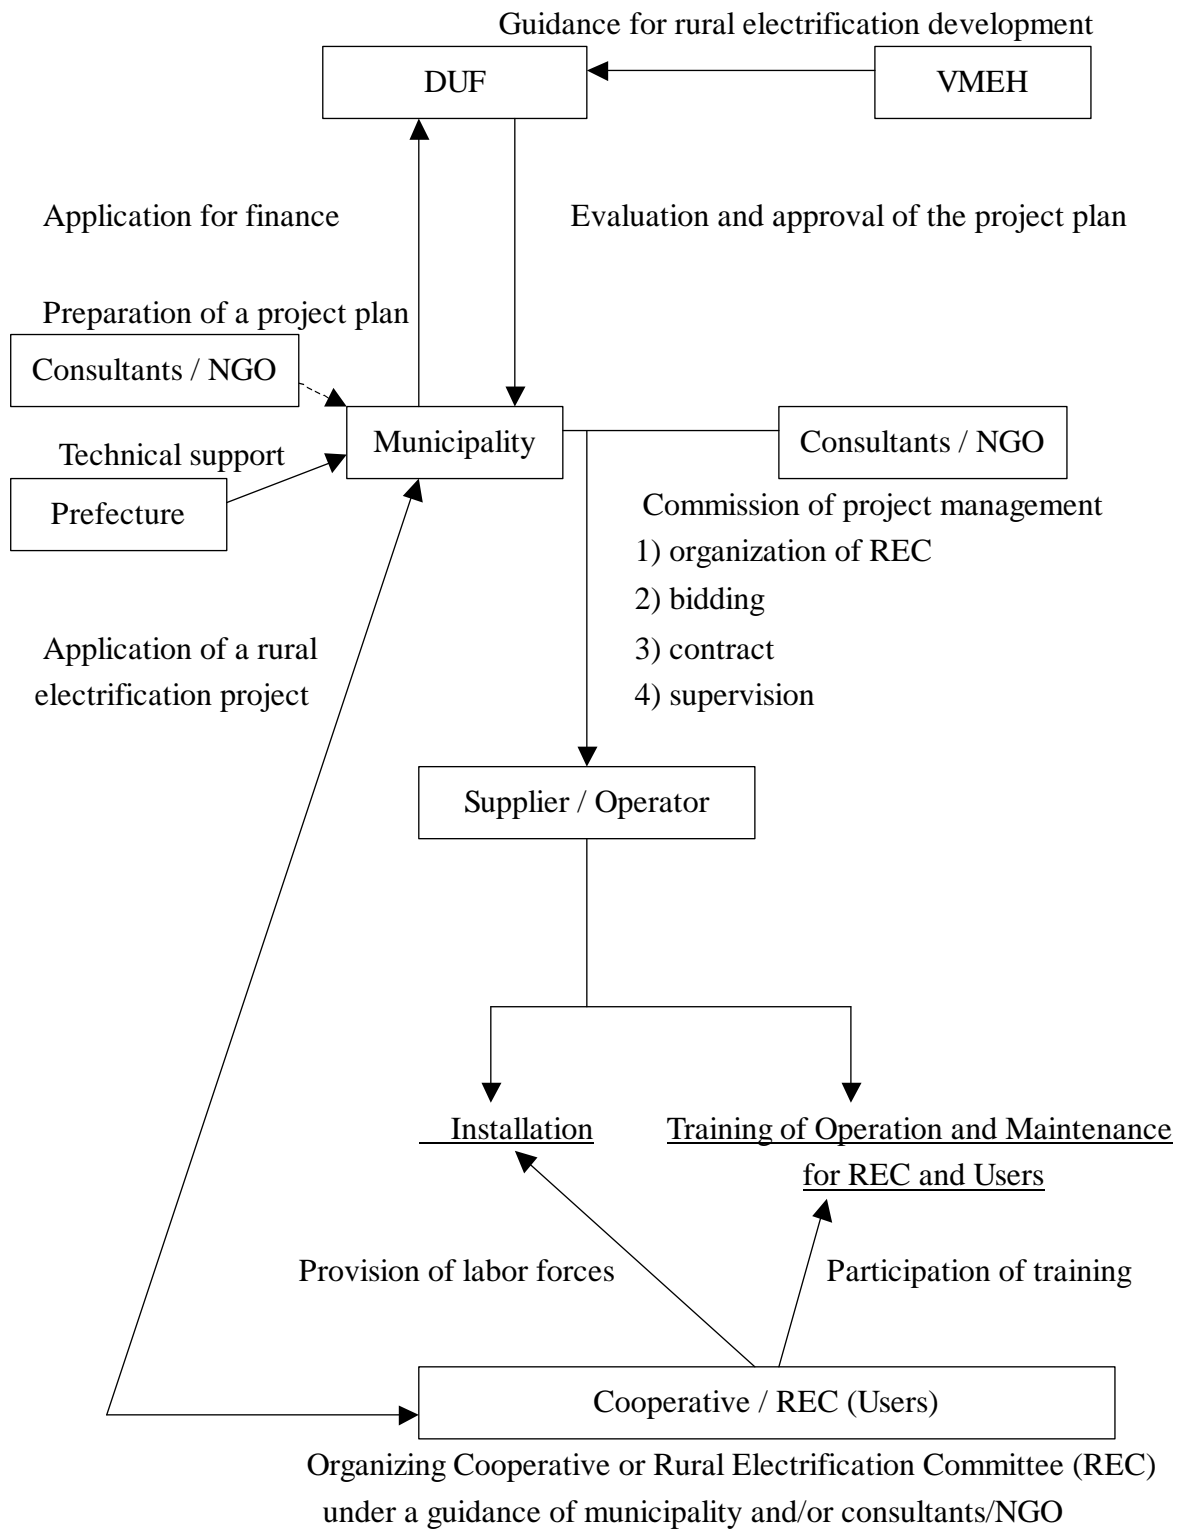 Guidance for rural electrification development
DUF
VMEH
Application for finance
Evaluation and approval of the project plan
Preparation of a project plan
Consultants / NGO
Municipality
Consultants / NGO
Technical support
Prefecture
Commission of project management
1) organization of REC
2) bidding
3) contract
4) supervision
Application of a rural
electrification project
Supplier / Operator
Installation
Training of Operation and Maintenance
for REC and Users
Provision of labor forces
Participation of training
Cooperative / REC (Users)
Organizing Cooperative or Rural Electrification Committee (REC)
under a guidance of municipality and/or consultants/NGO